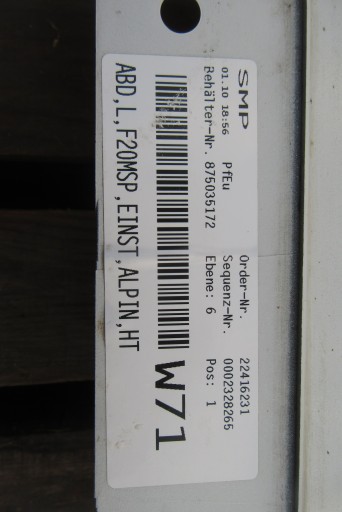 SMP
01.10 18:56 PfEu Order-Nr. 22416231
Sequenz-Nr. 0002328265
Behälter-Nr. 875035172 Ebene: 6 Pos: 1
W71
ABD,L,F20MSP,EINST,ALPIN,HT